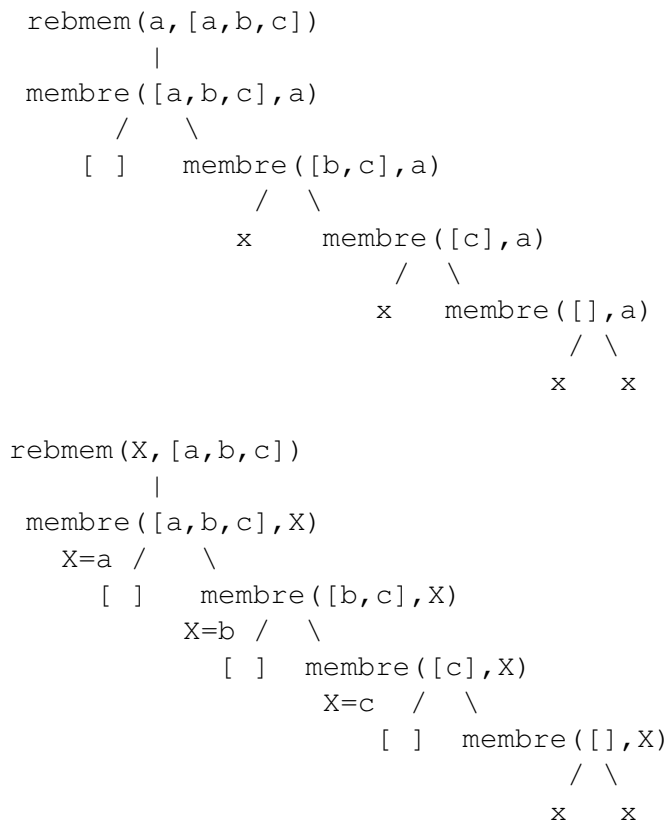 rebmem(a,[a,b,c])
|
membre([a,b,c],a)
/ \
[ ] membre([b,c],a)
/ \
x membre([c],a)
/ \
x membre([],a)
/ \
x x
rebmem(X,[a,b,c])
|
membre([a,b,c],X)
X=a / \
[ ] membre([b,c],X)
X=b / \
[ ] membre([c],X)
X=c / \
[ ] membre([],X)
/ \
x x